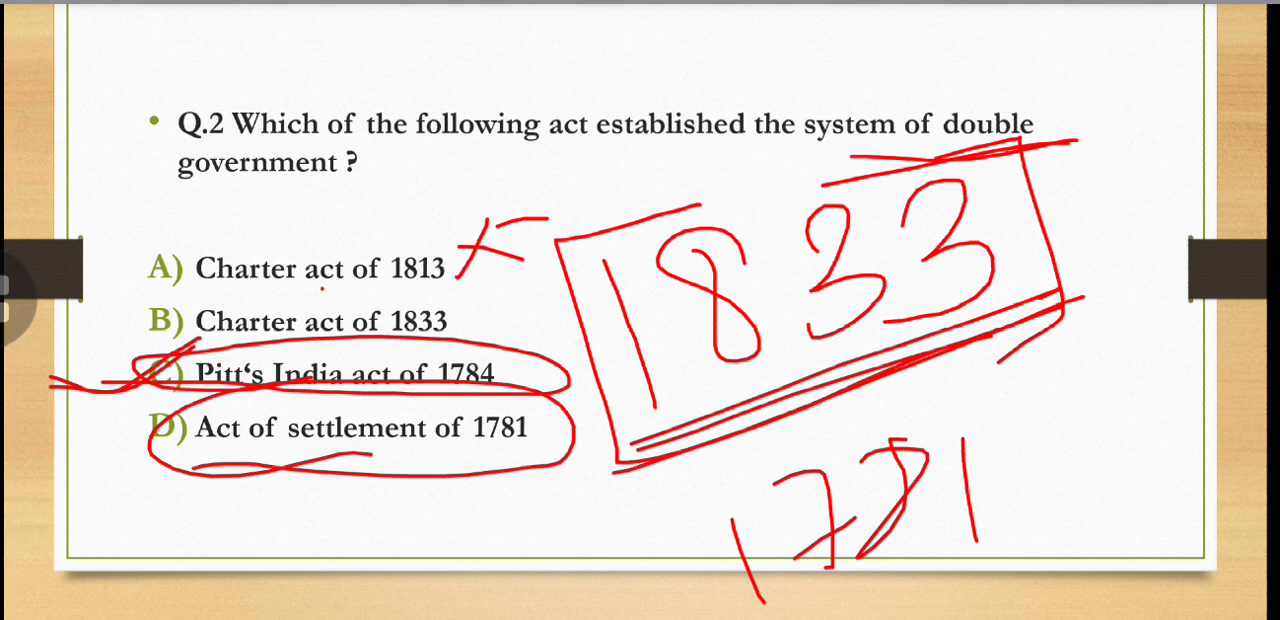 • Q.2 Which of the following act established the system of double
government ?
A) Charter act of 1813
B) Charter act of 1833
C) Pitt‘s India act of 1784
D) Act of settlement of 1781
1833
1781